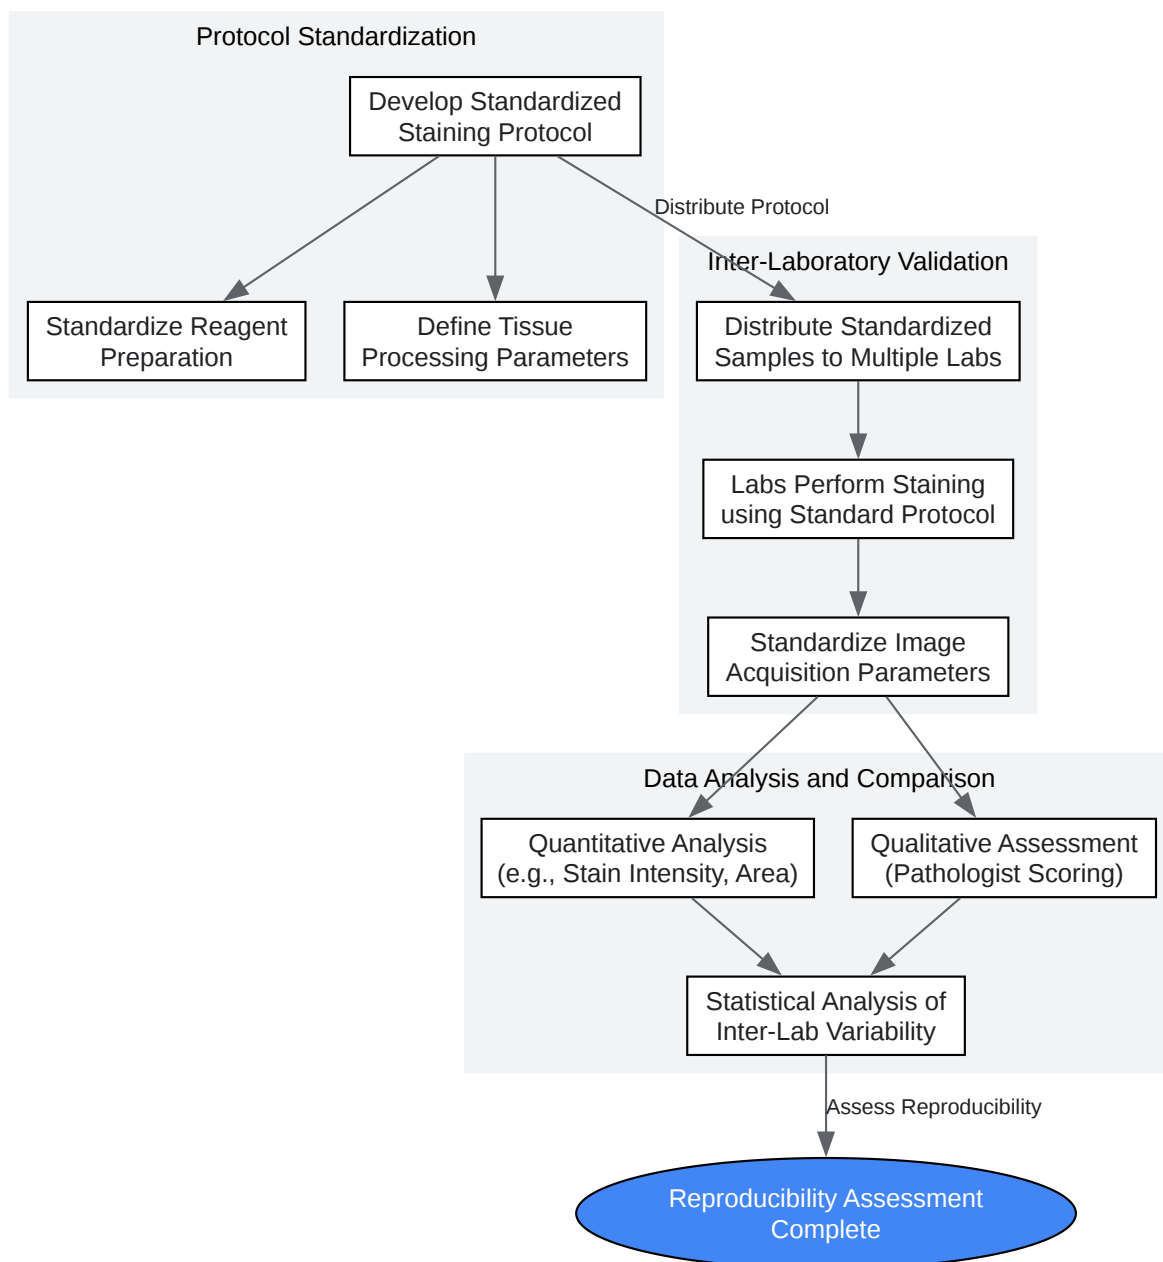 Protocol Standardization
Develop Standardized
Staining Protocol
Distribute Protocol
Standardize Reagent
Preparation
Define Tissue
Processing Parameters
Inter-Laboratory Validation
Distribute Standardized
Samples to Multiple Labs
Labs Perform Staining
using Standard Protocol
Standardize Image
Acquisition Parameters
Data Analysis and Comparison
Quantitative Analysis
(e.g., Stain Intensity, Area)
Qualitative Assessment
(Pathologist Scoring)
Statistical Analysis of
Inter-Lab Variability
Assess Reproducibility
Reproducibility Assessment
Complete